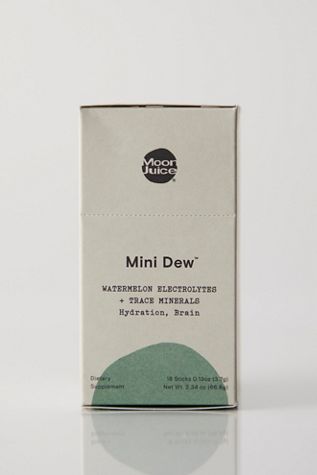 Moon
Juice®
Mini Dew™
WATERMELON ELECTROLYTES
+ TRACE MINERALS
Hydration, Brain
Dietary
Supplement
18 Sticks 0.13oz (3.7g)
Net Wt. 2.34 oz (66.6g)